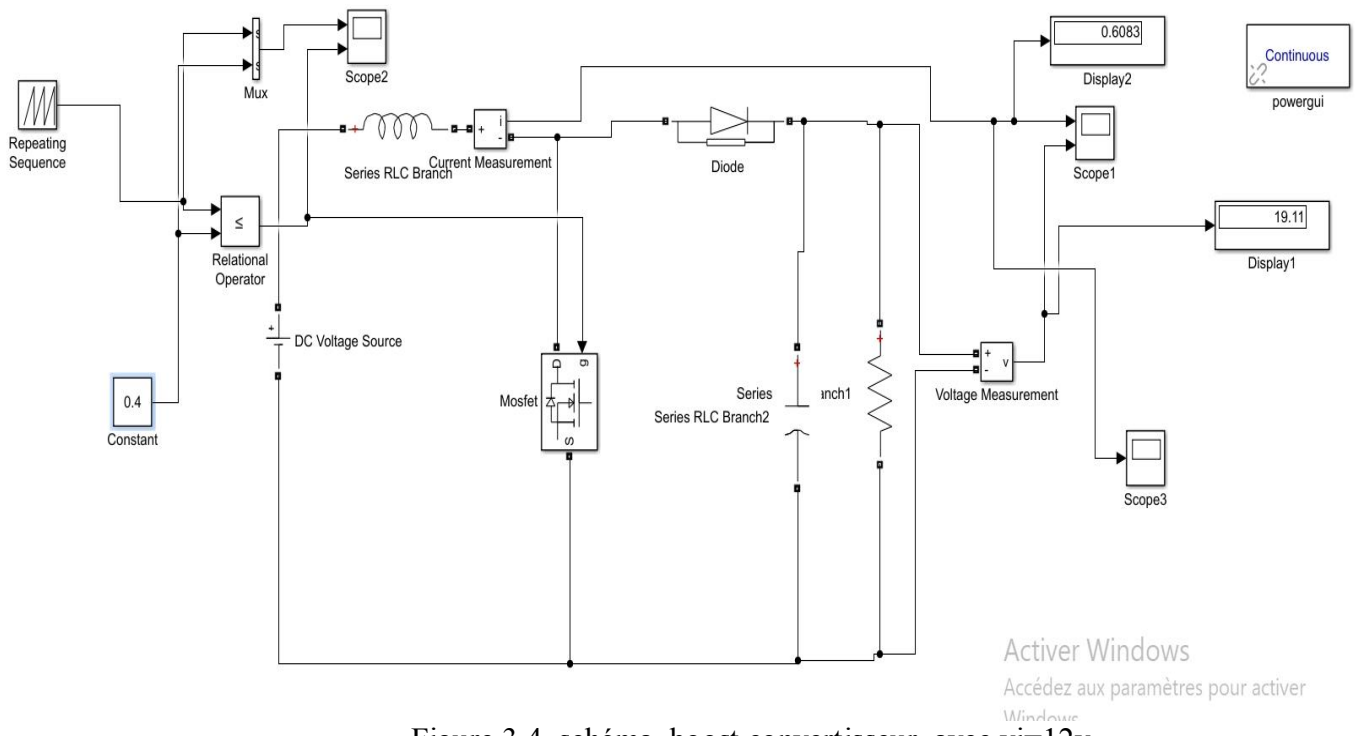 0.6083
Display2
Continuous
powergui
Scope2
Mux
Repeating
Sequence
i
+
-
Series RLC Branch
Current Measurement
Diode
Scope1
≤
Relational
Operator
19.11
Display1
+
DC Voltage Source
0.4
Constant
D
g
S
Mosfet
Series
anch1
Series RLC Branch2
+
-
v
Voltage Measurement
Scope3
Activer Windows
Accédez aux paramètres pour activer
Windows
Figure 3.4 schéma boost convertisseur avec vi=12v